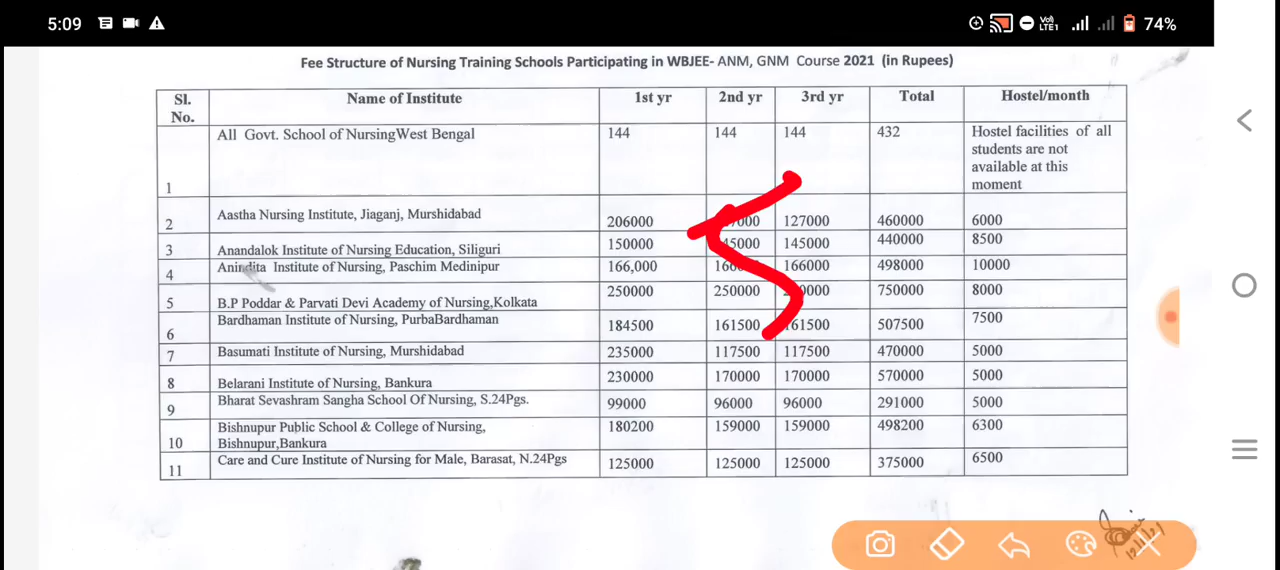 5:09
Vo)
LTE1
74%
Fee Structure of Nursing Training Schools Participating in WBJEE- ANM, GNM Course 2021 (in Rupees)
Sl. No. Name of Institute 1st yr 2nd yr 3rd yr Total Hostel/month
1 All Govt. School of NursingWest Bengal 144 144 144 432 Hostel facilities of all
students are not
available at this
moment
2 Aastha Nursing Institute, Jiaganj, Murshidabad 206000 127000 460000 6000
3 Anandalok Institute of Nursing Education, Siliguri 150000 145000 440000 8500
4 Anindita Institute of Nursing, Paschim Medinipur 166,000 166000 498000 10000
5 B.P Poddar & Parvati Devi Academy of Nursing,Kolkata 250000 250000 750000 8000
6 Bardhaman Institute of Nursing, PurbaBardhaman 184500 161500 161500 507500 7500
7 Basumati Institute of Nursing, Murshidabad 235000 117500 117500 470000 5000
8 Belarani Institute of Nursing, Bankura 230000 170000 170000 570000 5000
9 Bharat Sevashram Sangha School Of Nursing, S.24Pgs. 99000 96000 96000 291000 5000
10 Bishnupur Public School & College of Nursing,
Bishnupur,Bankura 180200 159000 159000 498200 6300
11 Care and Cure Institute of Nursing for Male, Barasat, N.24Pgs 125000 125000 125000 375000 6500